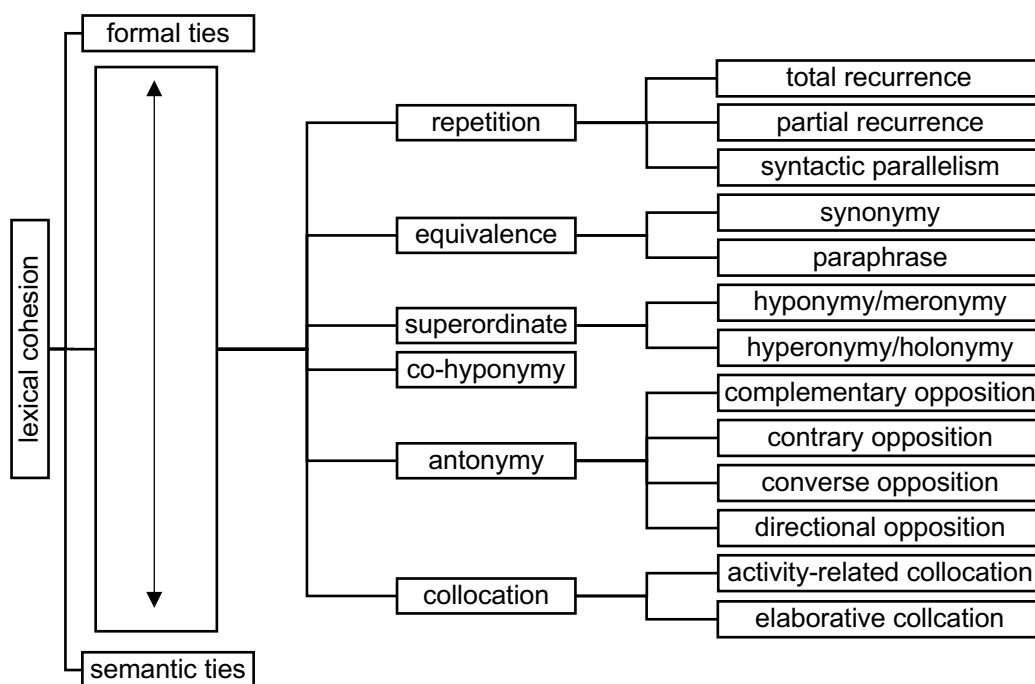 formal ties
lexical cohesion
semantic ties
repetition
equivalence
superordinate
co-hyponymy
antonymy
collocation
total recurrence
partial recurrence
syntactic parallelism
synonymy
paraphrase
hyponymy/meronymy
hyperonymy/holonymy
complementary opposition
contrary opposition
converse opposition
directional opposition
activity-related collocation
elaborative collcation